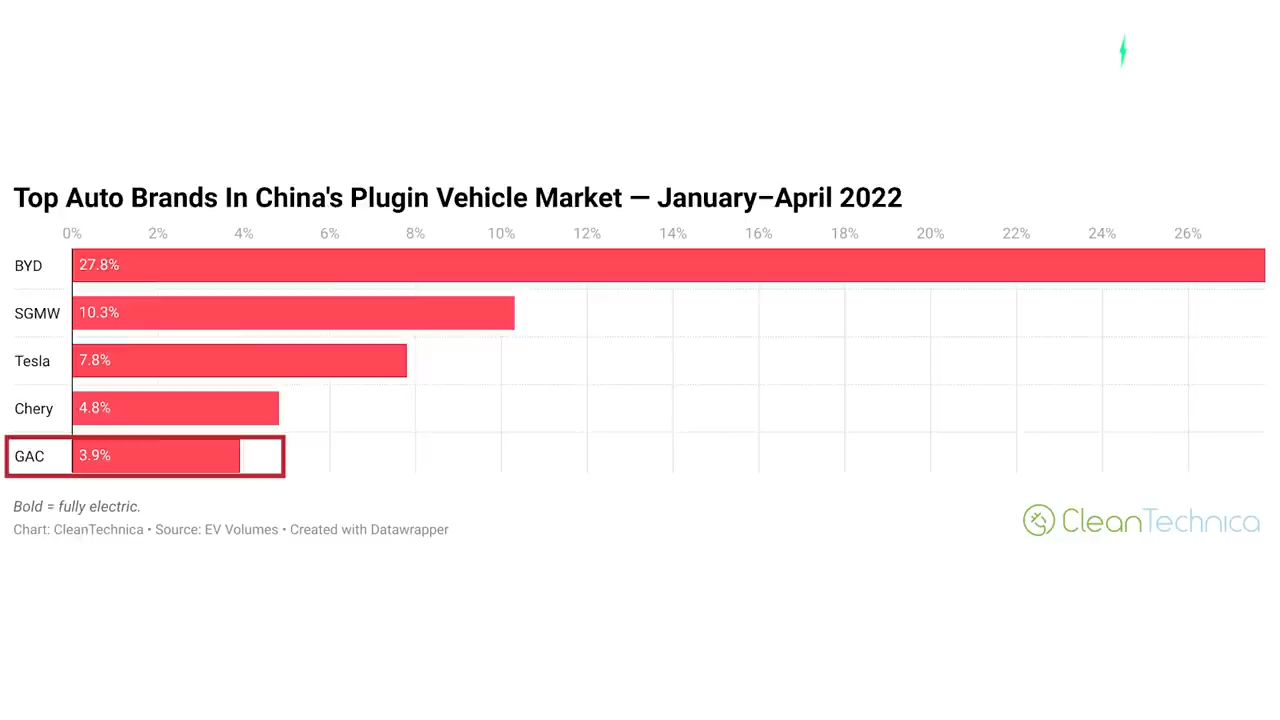 Top Auto Brands In China's Plugin Vehicle Market — January–April 2022
0% 2% 4% 6% 8% 10% 12% 14% 16% 18% 20% 22% 24% 26%
BYD 27.8%
SGMW 10.3%
Tesla 7.8%
Chery 4.8%
GAC 3.9%
Bold = fully electric.
Chart: CleanTechnica • Source: EV Volumes • Created with Datawrapper
CleanTechnica